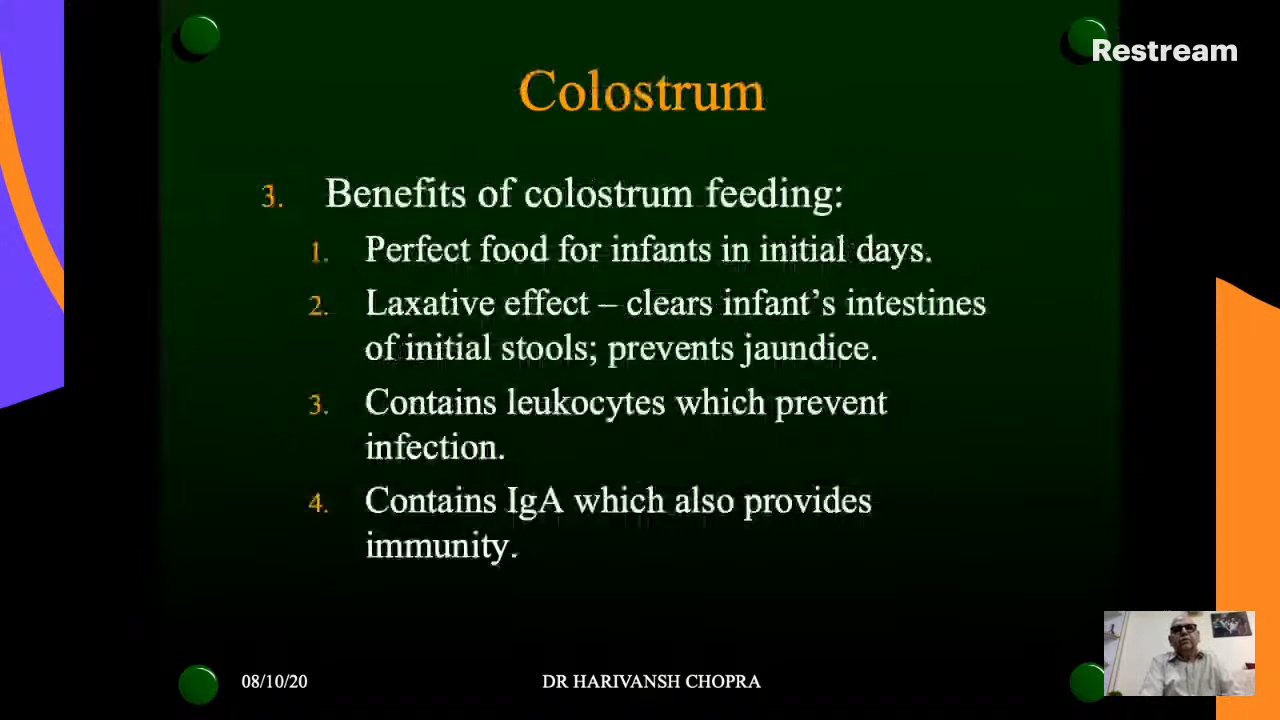 Restream
Colostrum
3. Benefits of colostrum feeding:
1. Perfect food for infants in initial days.
2. Laxative effect – clears infant’s intestines
of initial stools; prevents jaundice.
3. Contains leukocytes which prevent
infection.
4. Contains IgA which also provides
immunity.
08/10/20
DR HARIVANSH CHOPRA